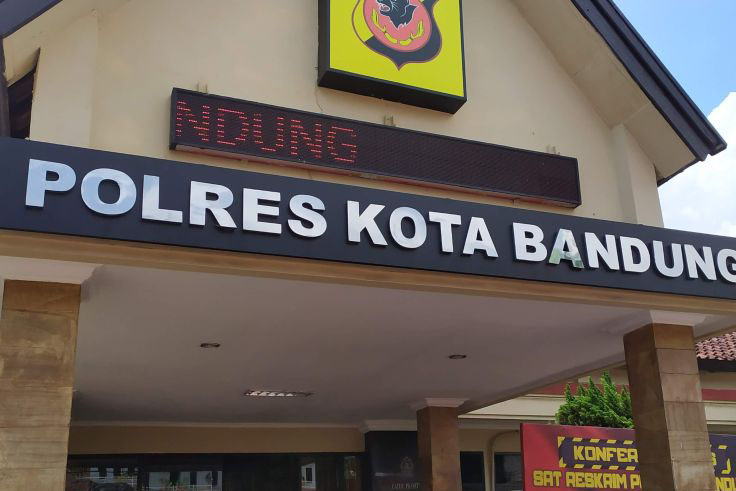 NDUNG
POLRES KOTA BANDUNG
KONFER
SAT RESKRIM P